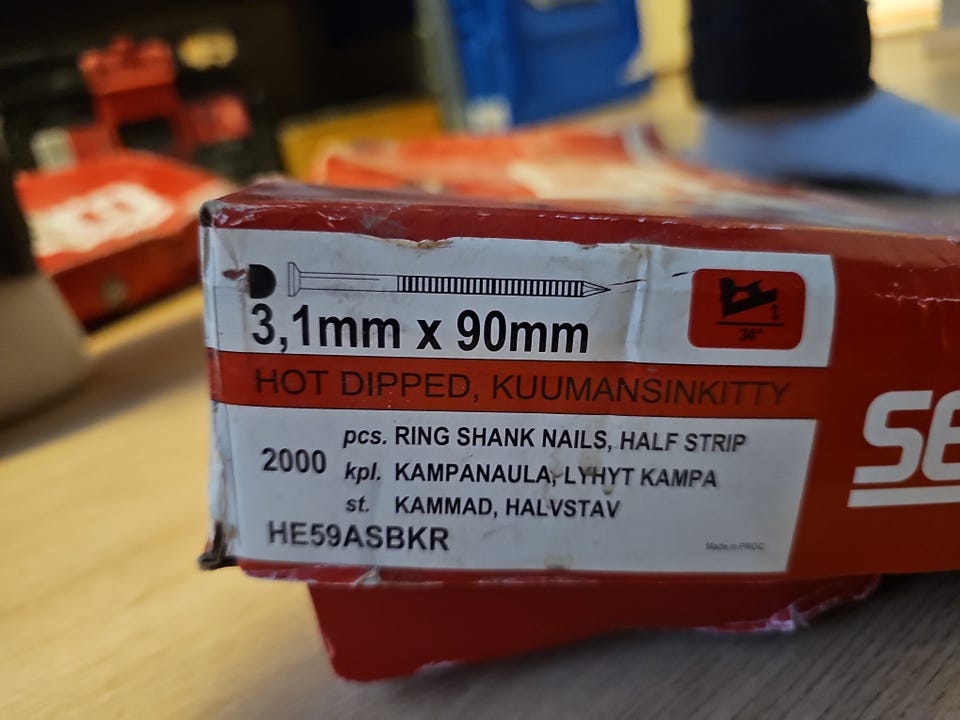 3,1mm x 90mm
34°
HOT DIPPED, KUUMANSINKITTY
2000
pcs. RING SHANK NAILS, HALF STRIP
kpl. KAMPANAULA, LYHYT KAMPA
st. KAMMAD, HALVSTAV
HE59ASBKR
Made in PROC
SE